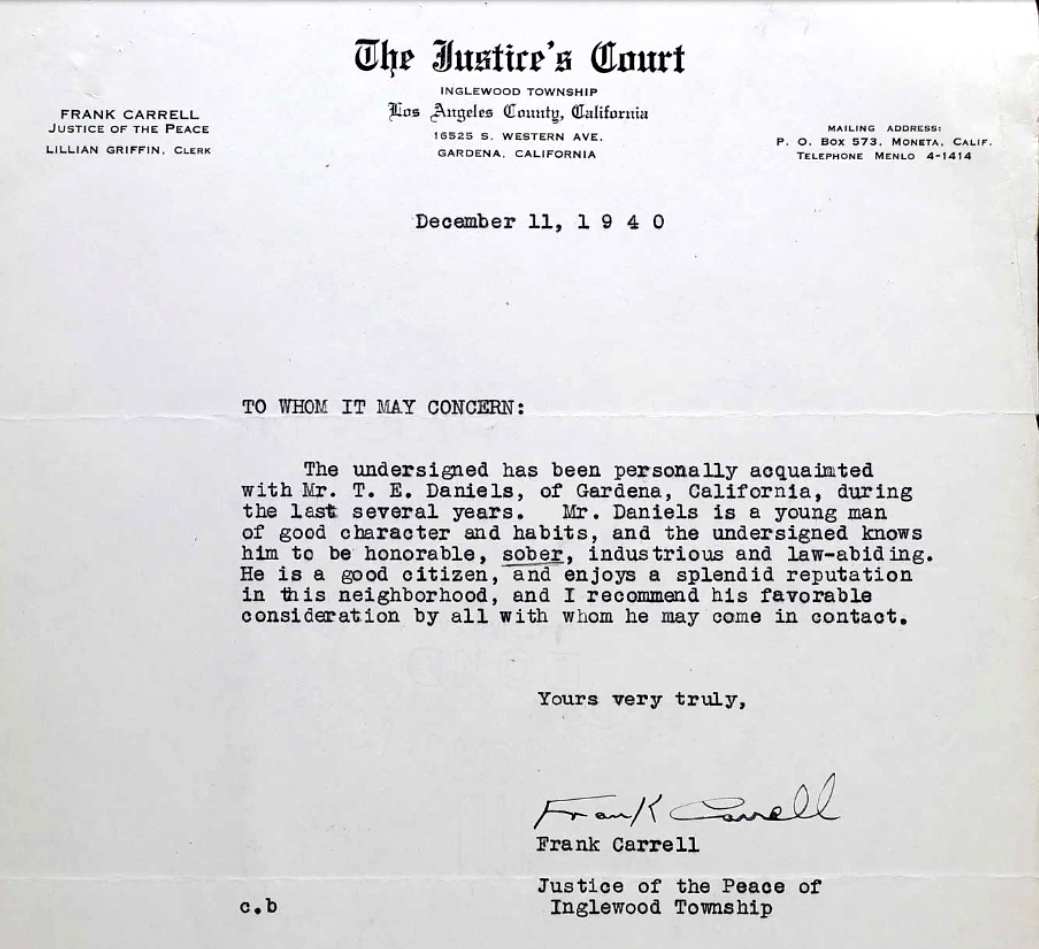 The Justice's Court
INGLEWOOD TOWNSHIP
Los Angeles County, California
16525 S. WESTERN AVE.
GARDENA, CALIFORNIA
FRANK CARRELL
JUSTICE OF THE PEACE
LILLIAN GRIFFIN, CLERK
MAILING ADDRESS:
P. O. BOX 573, MONETA, CALIF.
TELEPHONE MENLO 4-1414
December 11, 1 9 4 0
TO WHOM IT MAY CONCERN:
The undersigned has been personally acquaimted
with Mr. T. E. Daniels, of Gardena, California, during
the last several years. Mr. Daniels is a young man
of good character and habits, and the undersigned knows
him to be honorable, sober, industrious and law-abiding.
He is a good citizen, and enjoys a splendid reputation
in this neighborhood, and I recommend his favorable
consideration by all with whom he may come in contact.
Yours very truly,
Frank Carrell
Frank Carrell
Justice of the Peace of
Inglewood Township
c.b